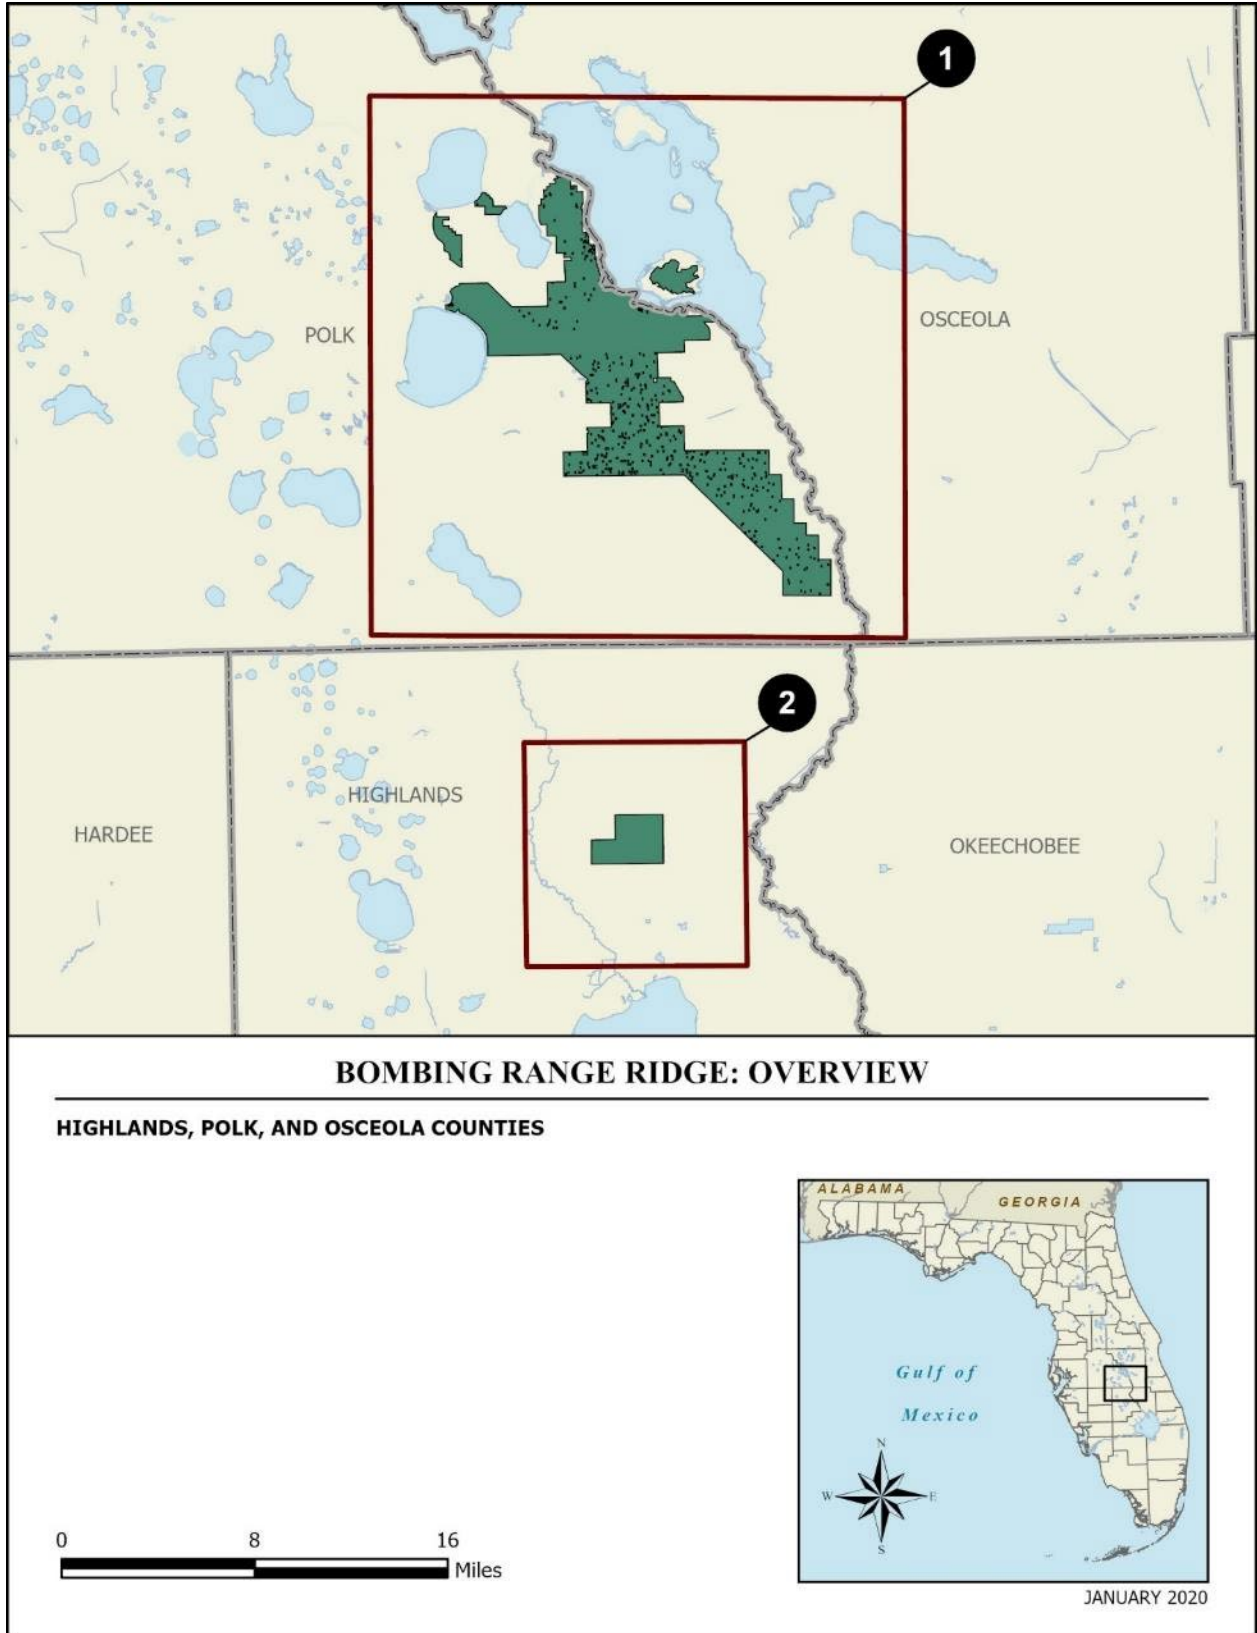 1
POLK
OSCEOLA
2
HIGHLANDS
HARDEE
OKEECHOBEE
BOMBING RANGE RIDGE: OVERVIEW
HIGHLANDS, POLK, AND OSCEOLA COUNTIES
ALABAMA
GEORGIA
Gulf of
Mexico
N
W E
S
0 8 16
Miles
JANUARY 2020